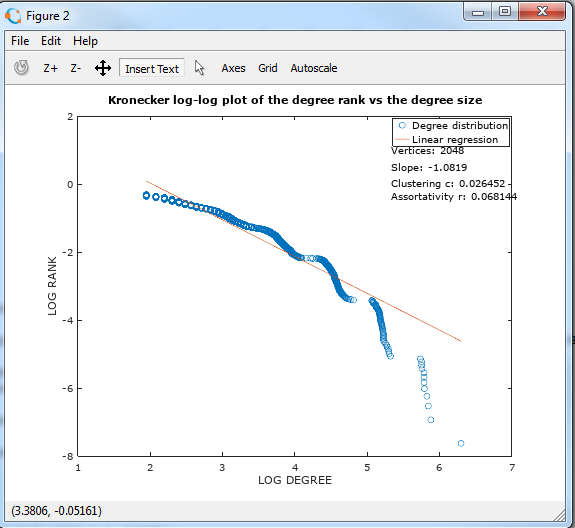 Figure 2
File Edit Help
Z+ Z- Insert Text Axes Grid Autoscale
Kronecker log-log plot of the degree rank vs the degree size
Degree distribution
Linear regression
Vertices: 2048
Slope: -1.0819
Clustering c: 0.026452
Assortativity r: 0.068144
2
0
-2
-4
-6
-8
LOG RANK
1 2 3 4 5 6 7
LOG DEGREE
(3.3806, -0.05161)